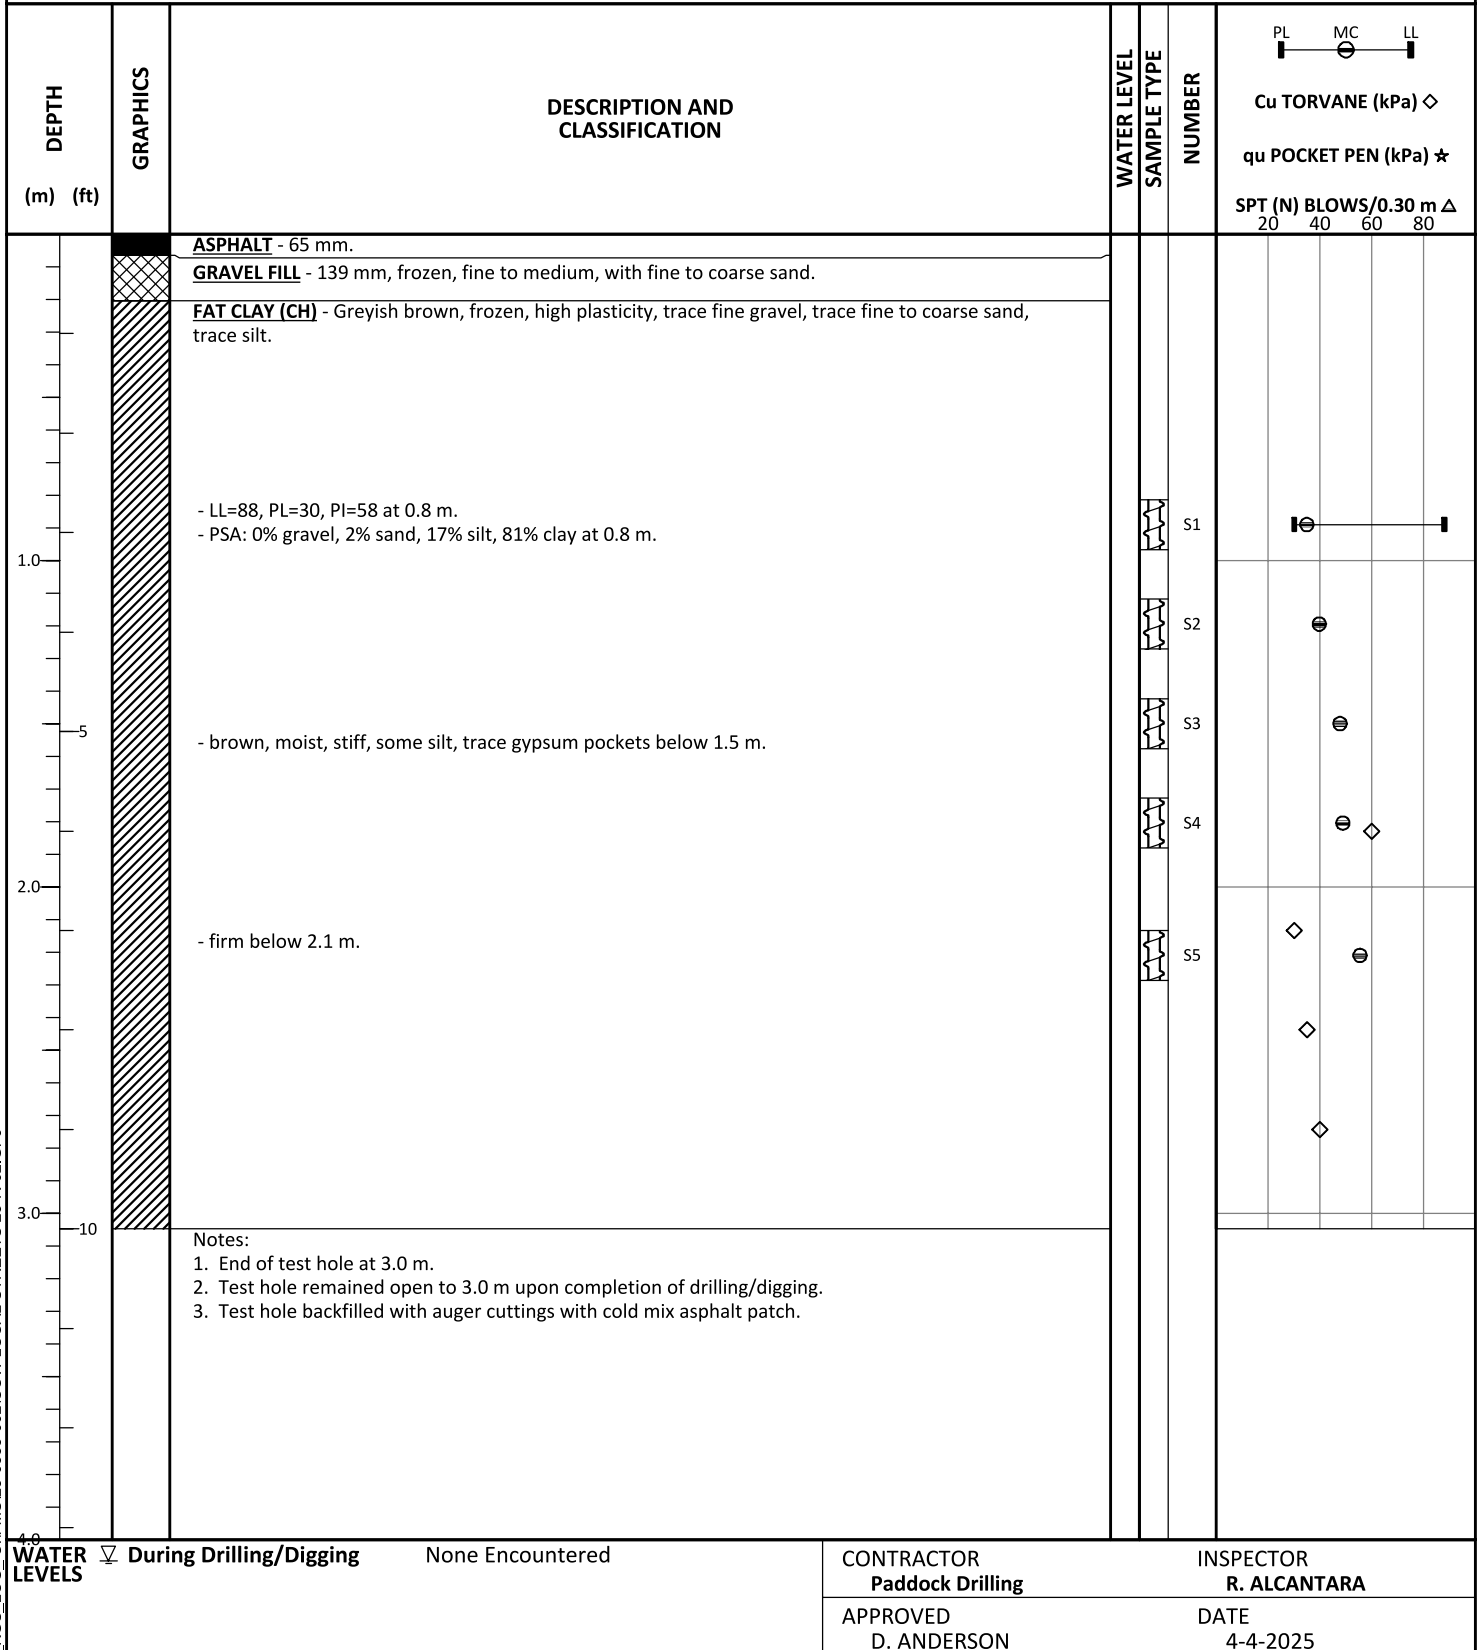 DEPTH
(m) (ft)
GRAPHICS
DESCRIPTION AND
CLASSIFICATION
WATER LEVEL
SAMPLE TYPE
NUMBER
PL MC LL
Cu TORVANE (kPa)
qu POCKET PEN (kPa)
SPT (N) BLOWS/0.30 m
20 40 60 80
ASPHALT - 65 mm.
GRAVEL FILL - 139 mm, frozen, fine to medium, with fine to coarse sand.
FAT CLAY (CH) - Greyish brown, frozen, high plasticity, trace fine gravel, trace fine to coarse sand,
trace silt.
- LL=88, PL=30, PI=58 at 0.8 m.
S1
- PSA: 0% gravel, 2% sand, 17% silt, 81% clay at 0.8 m.
1.0
S2
S3
5
- brown, moist, stiff, some silt, trace gypsum pockets below 1.5 m.
S4
2.0
- firm below 2.1 m.
S5
3.0
10
Notes:
1. End of test hole at 3.0 m.
2. Test hole remained open to 3.0 m upon completion of drilling/digging.
3. Test hole backfilled with auger cuttings with cold mix asphalt patch.
4.0
WATER
LEVELS
During Drilling/Digging None Encountered
CONTRACTOR
Paddock Drilling
INSPECTOR
R. ALCANTARA
APPROVED
D. ANDERSON
DATE
4-4-2025